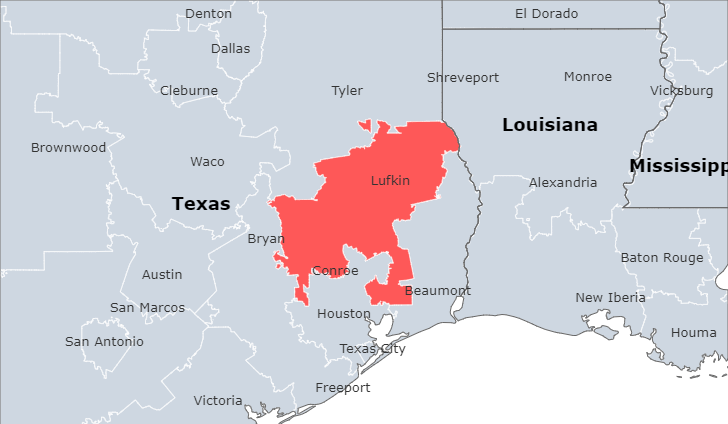 Denton
El Dorado
Dallas
Shreveport
Monroe
Cleburne
Tyler
Vicksburg
Louisiana
Brownwood
Waco
Mississipp
Lufkin
Alexandria
Texas
Bryan
Baton Rouge
Austin
Conroe
Beaumont
New Iberia
San Marcos
Houston
Houma
San Antonio
Texas City
Freeport
Victoria